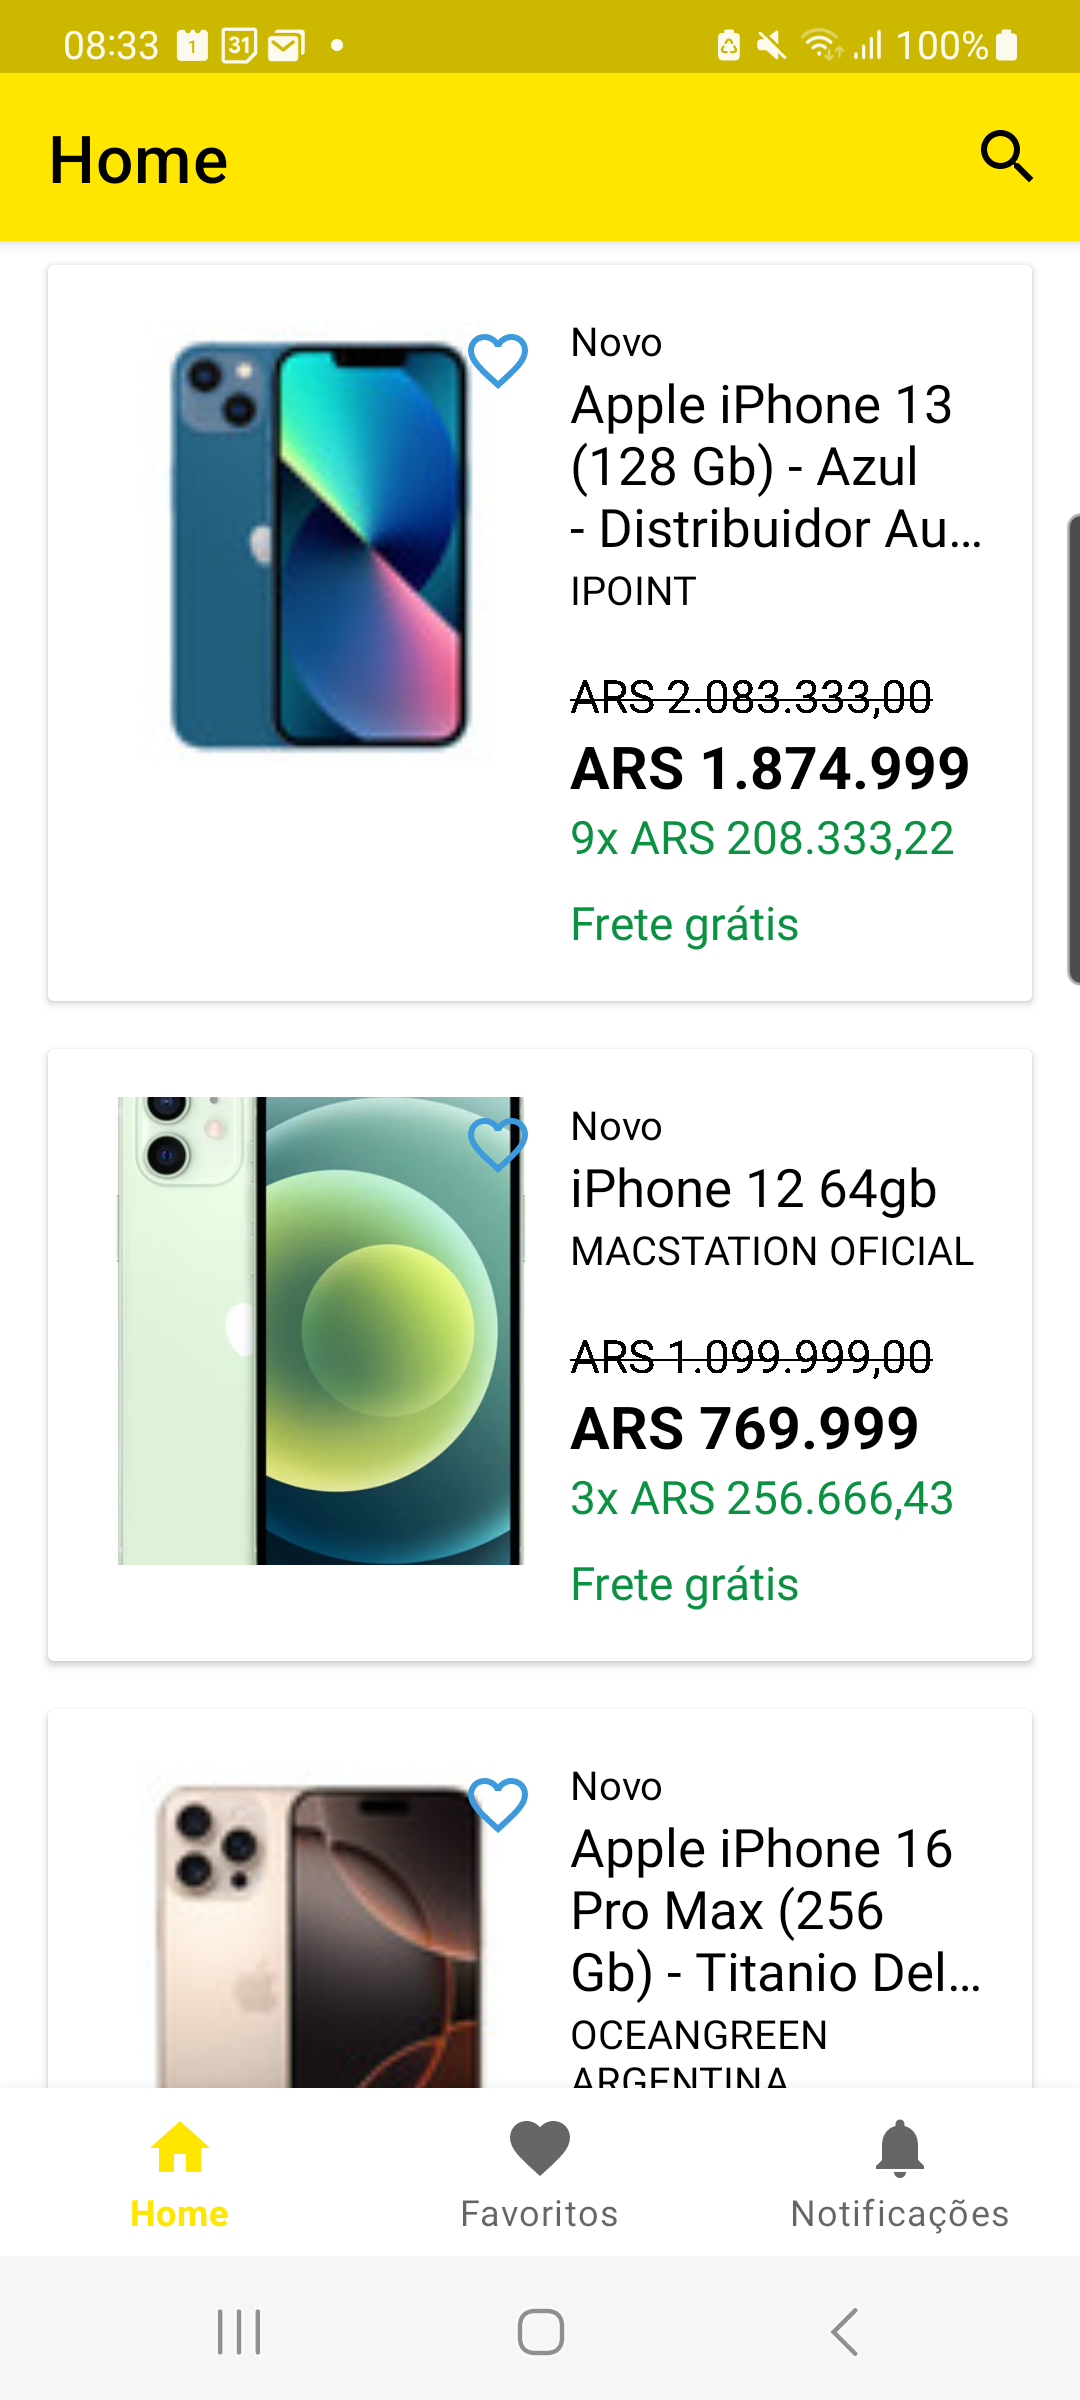 08:33
1
31
100%
Home
Novo
Apple iPhone 13
(128 Gb) - Azul
- Distribuidor Au...
IPOINT
ARS 2.083.333,00
ARS 1.874.999
9x ARS 208.333,22
Frete grátis
Novo
iPhone 12 64gb
MACSTATION OFICIAL
ARS 1.099.999,00
ARS 769.999
3x ARS 256.666,43
Frete grátis
Novo
Apple iPhone 16
Pro Max (256
Gb) - Titanio Del...
OCEANGREEN
ARGENTINA
Home
Favoritos
Notificações